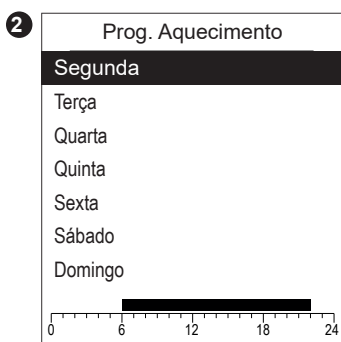 2
Prog. Aquecimento
Segunda
Terça
Quarta
Quinta
Sexta
Sábado
Domingo
0 6 12 18 24